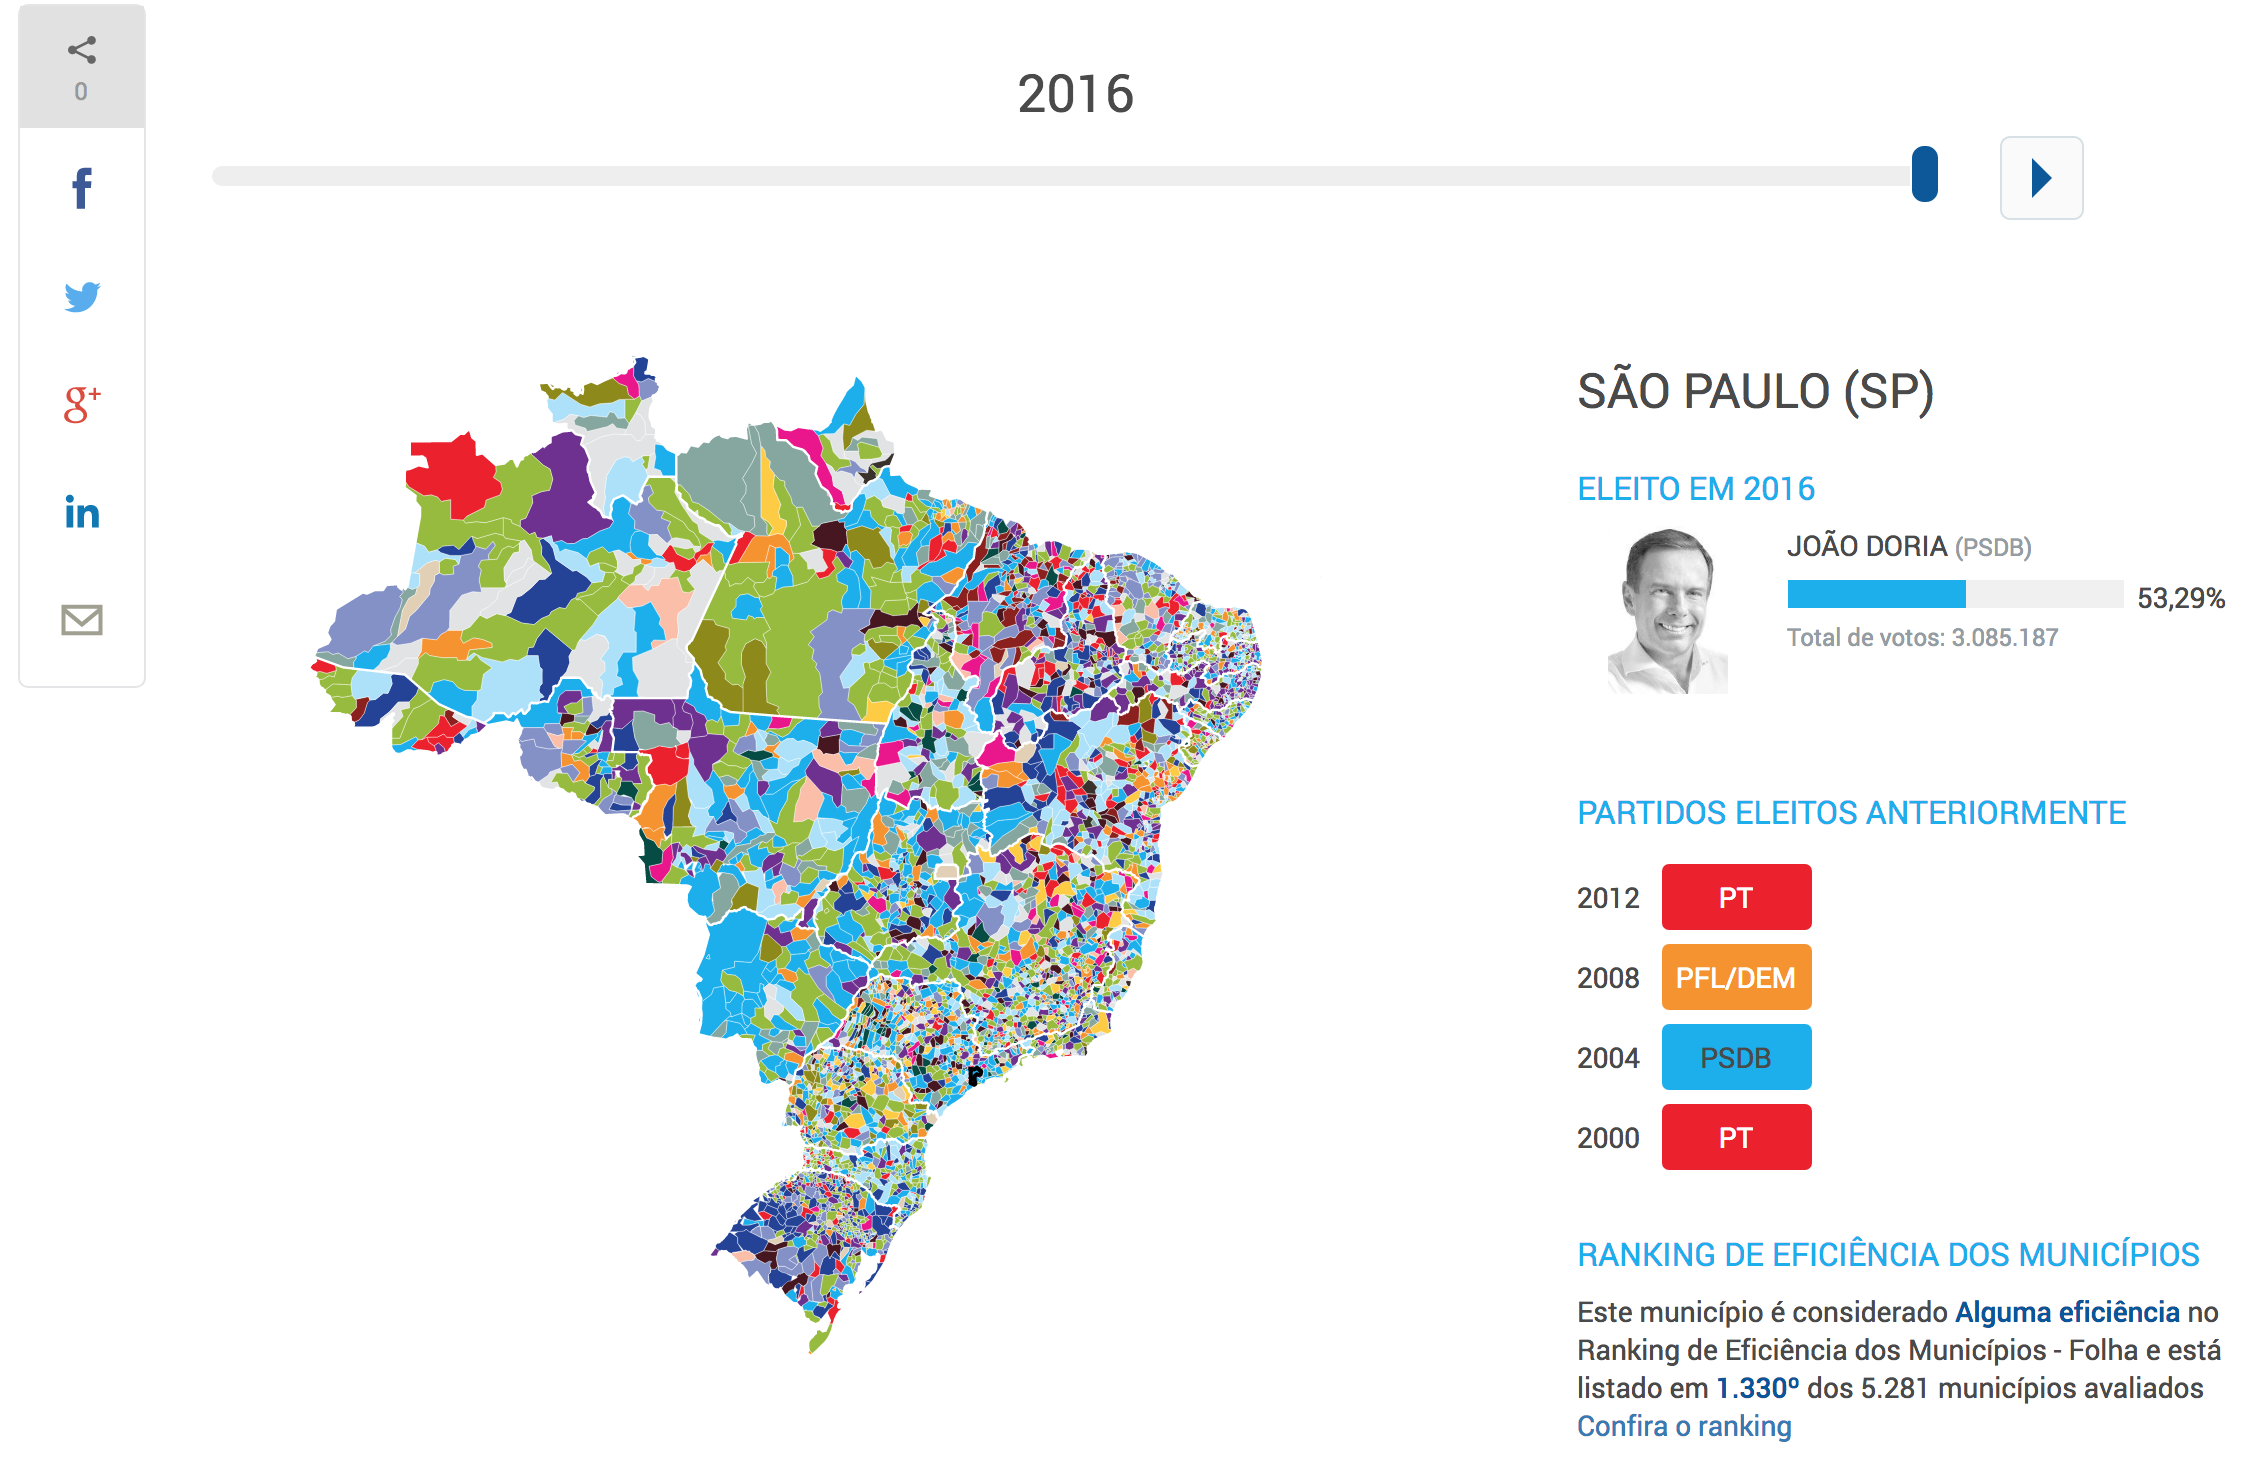 0
2016
SÃO PAULO (SP)
ELEITO EM 2016
JOÃO DORIA (PSDB)
53,29%
Total de votos: 3.085.187
PARTIDOS ELEITOS ANTERIORMENTE
2012 PT
2008 PFL/DEM
2004 PSDB
2000 PT
RANKING DE EFICIÊNCIA DOS MUNICÍPIOS
Este município é considerado Alguma eficiência no
Ranking de Eficiência dos Municípios - Folha e está
listado em 1.330º dos 5.281 municípios avaliados
Confira o ranking